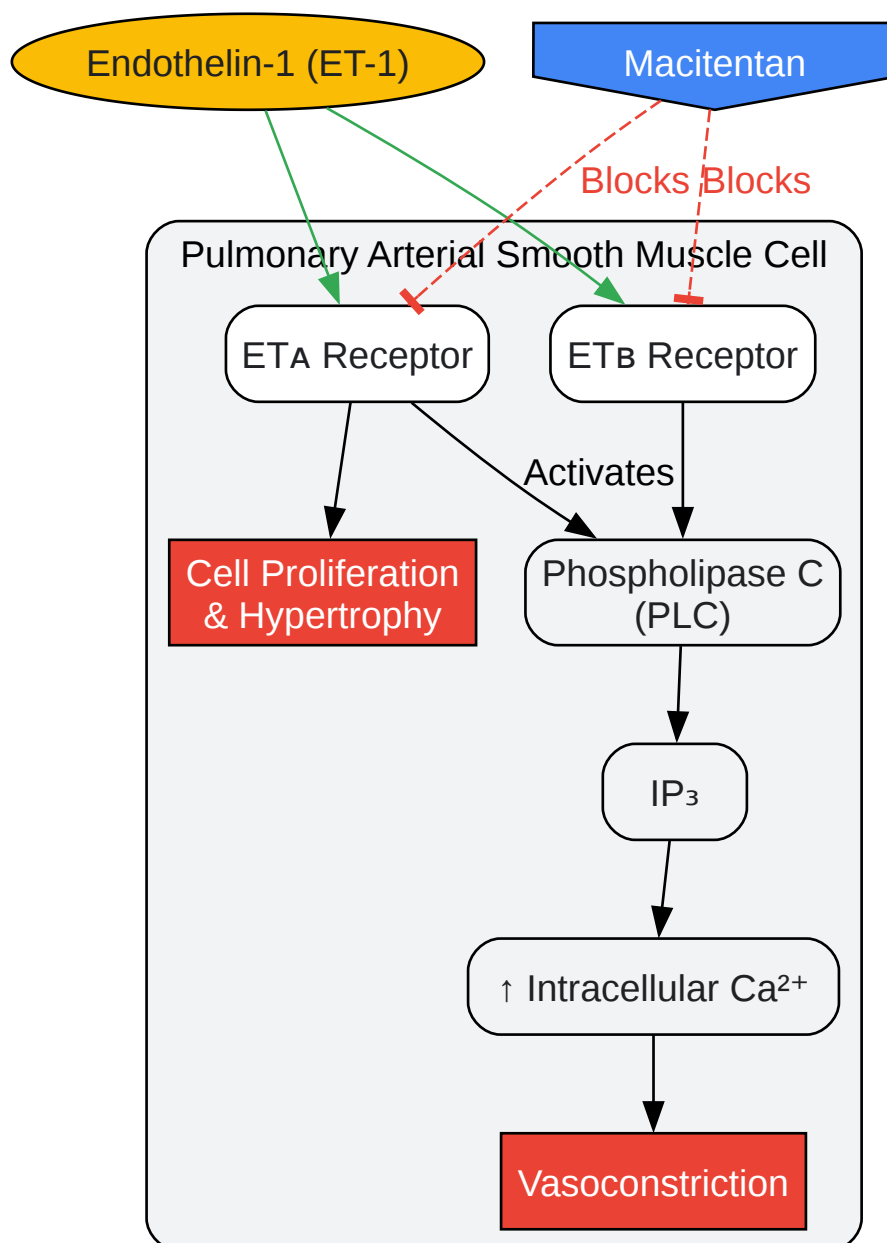 Endothelin-1 (ET-1)
Macitentan
Blocks
Blocks
Pulmonary Arterial Smooth Muscle Cell
ETᴀ Receptor
ETʙ Receptor
Activates
Cell Proliferation
& Hypertrophy
Phospholipase C
(PLC)
IP₃
↑ Intracellular Ca²⁺
Vasoconstriction